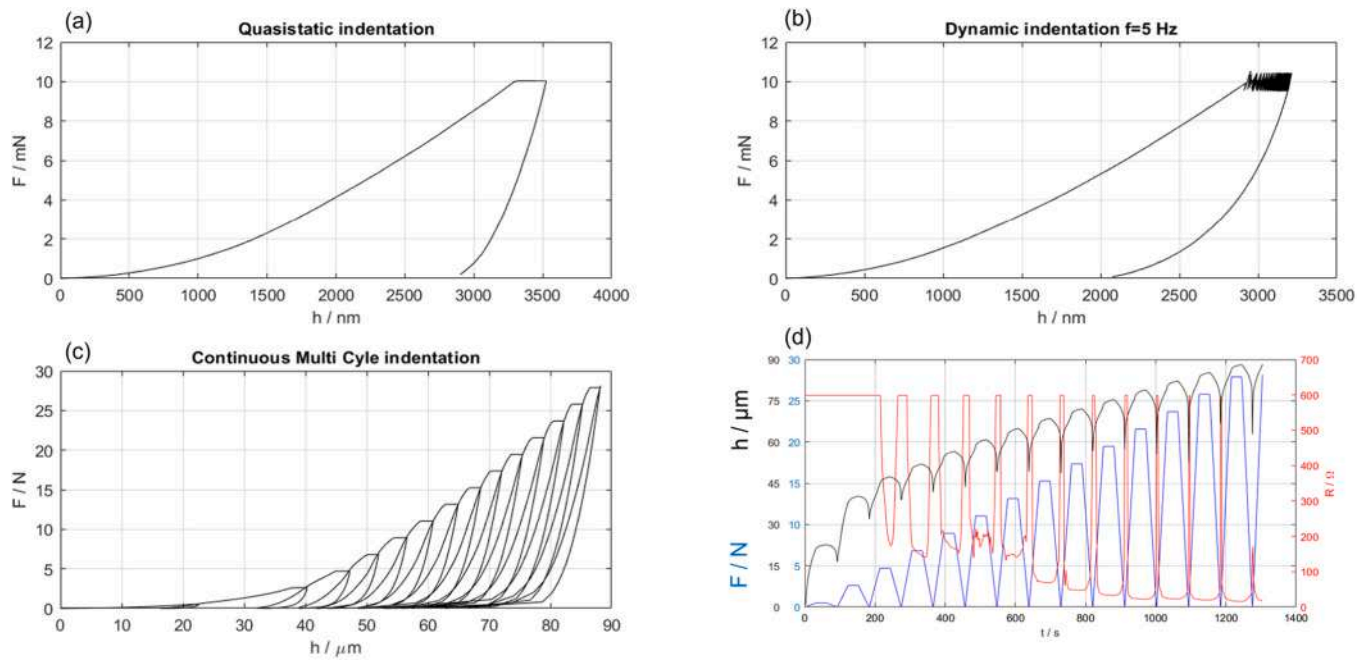 (a)
Quasistatic indentation
12
10
8
6
4
2
0
F / mN
0 500 1000 1500 2000 2500 3000 3500 4000
h / nm
(b)
Dynamic indentation f=5 Hz
12
10
8
6
4
2
0
F / mN
0 500 1000 1500 2000 2500 3000 3500
h / nm
(c)
Continuous Multi Cyle indentation
30
25
20
15
10
5
0
F / N
0 10 20 30 40 50 60 70 80 90
h / μm
(d)
90 30 700
600
75 25
500
60 20
400
45 15
300
30 10
200
15 5
100
0 0 0
h / μm
F / N
R / Ω
0 200 400 600 800 1000 1200 1400
t / s